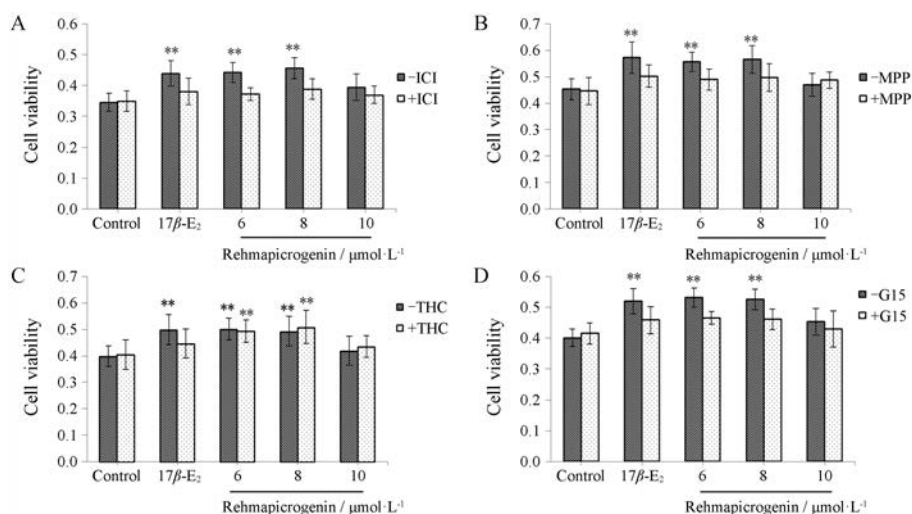 A
0.6
0.5
0.4
0.3
0.2
0.1
0.0
Cell viability
** ** **
−ICI
+ICI
Control 17β-E₂ 6 8 10
Rehmapicrogenin / μmol·L⁻¹
B
0.7
0.6
0.5
0.4
0.3
0.2
0.1
0.0
Cell viability
** ** **
−MPP
+MPP
Control 17β-E₂ 6 8 10
Rehmapicrogenin / μmol·L⁻¹
C
0.7
0.6
0.5
0.4
0.3
0.2
0.1
0.0
Cell viability
** ** ** ** **
−THC
+THC
Control 17β-E₂ 6 8 10
Rehmapicrogenin / μmol·L⁻¹
D
0.6
0.5
0.4
0.3
0.2
0.1
0.0
Cell viability
** ** **
−G15
+G15
Control 17β-E₂ 6 8 10
Rehmapicrogenin / μmol·L⁻¹